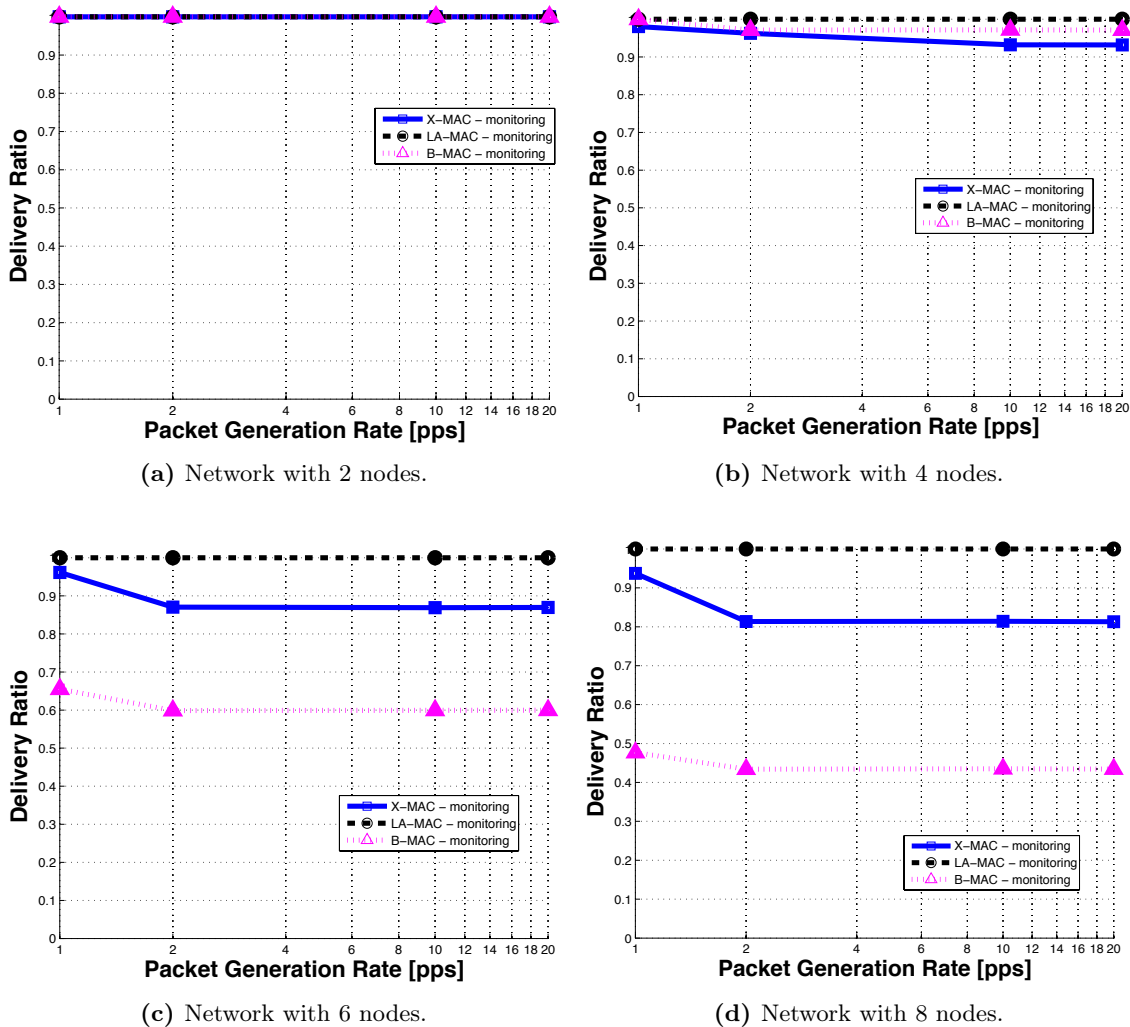 0.9
0.8
0.7
0.6
0.5
0.4
0.3
0.2
0.1
0
Delivery Ratio
X−MAC − monitoring
LA−MAC − monitoring
B−MAC − monitoring
1 2 4 6 8 10 12 14 16 18 20
Packet Generation Rate [pps]
(a) Network with 2 nodes.
1
0.9
0.8
0.7
0.6
0.5
0.4
0.3
0.2
0.1
0
Delivery Ratio
X−MAC − monitoring
LA−MAC − monitoring
B−MAC − monitoring
1 2 4 6 8 10 12 14 16 18 20
Packet Generation Rate [pps]
(b) Network with 4 nodes.
1
0.9
0.8
0.7
0.6
0.5
0.4
0.3
0.2
0.1
0
Delivery Ratio
X−MAC − monitoring
LA−MAC − monitoring
B−MAC − monitoring
1 2 4 6 8 10 12 14 16 18 20
Packet Generation Rate [pps]
(c) Network with 6 nodes.
0.9
0.8
0.7
0.6
0.5
0.4
0.3
0.2
0.1
0
Delivery Ratio
X−MAC − monitoring
LA−MAC − monitoring
B−MAC − monitoring
1 2 4 6 8 10 12 14 16 18 20
Packet Generation Rate [pps]
(d) Network with 8 nodes.